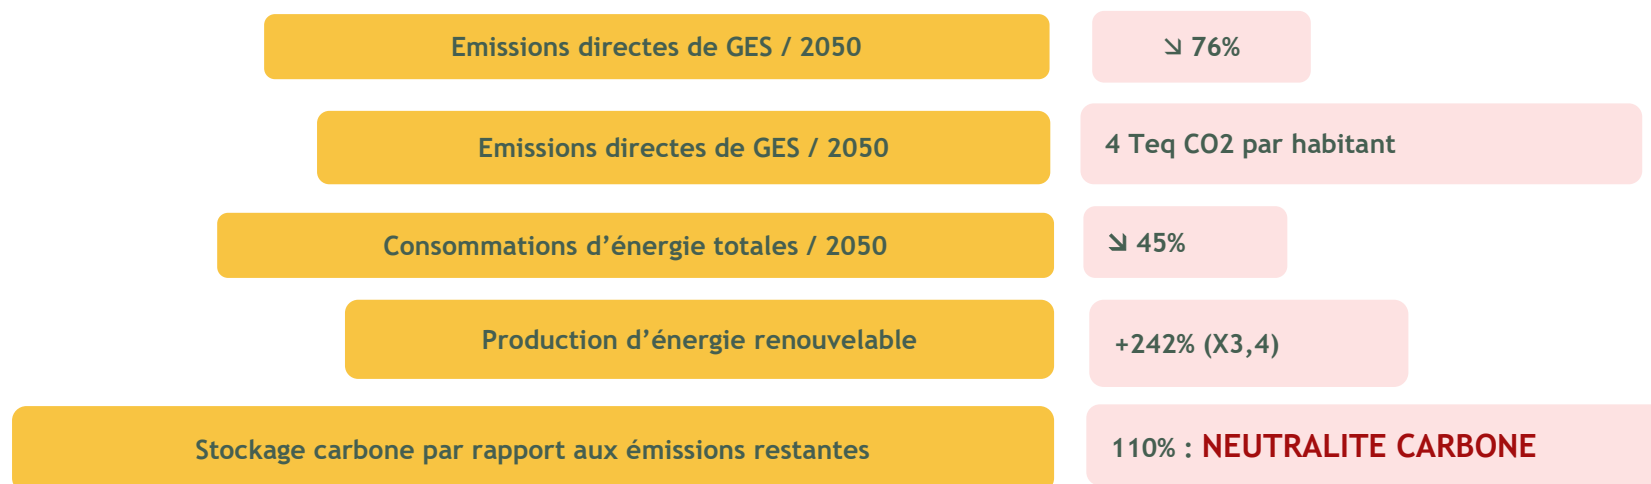 Emissions directes de GES / 2050
↘ 76%
Emissions directes de GES / 2050
4 Teq CO2 par habitant
Consommations d’énergie totales / 2050
↘ 45%
Production d’énergie renouvelable
+242% (X3,4)
Stockage carbone par rapport aux émissions restantes
110% : NEUTRALITE CARBONE